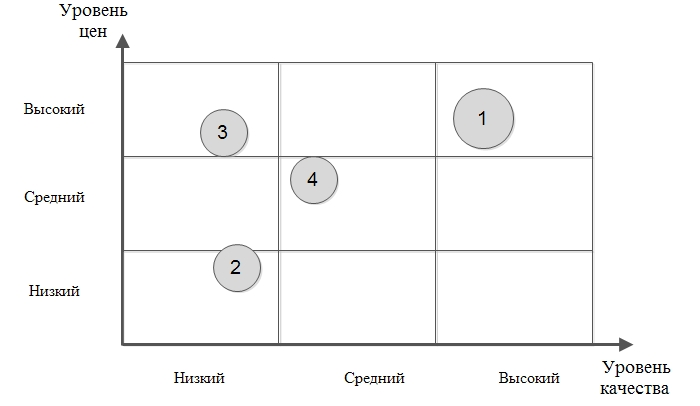 Уровень
цен
Высокий
1
3
4
Средний
2
Низкий
Низкий
Средний
Высокий
Уровень
качества